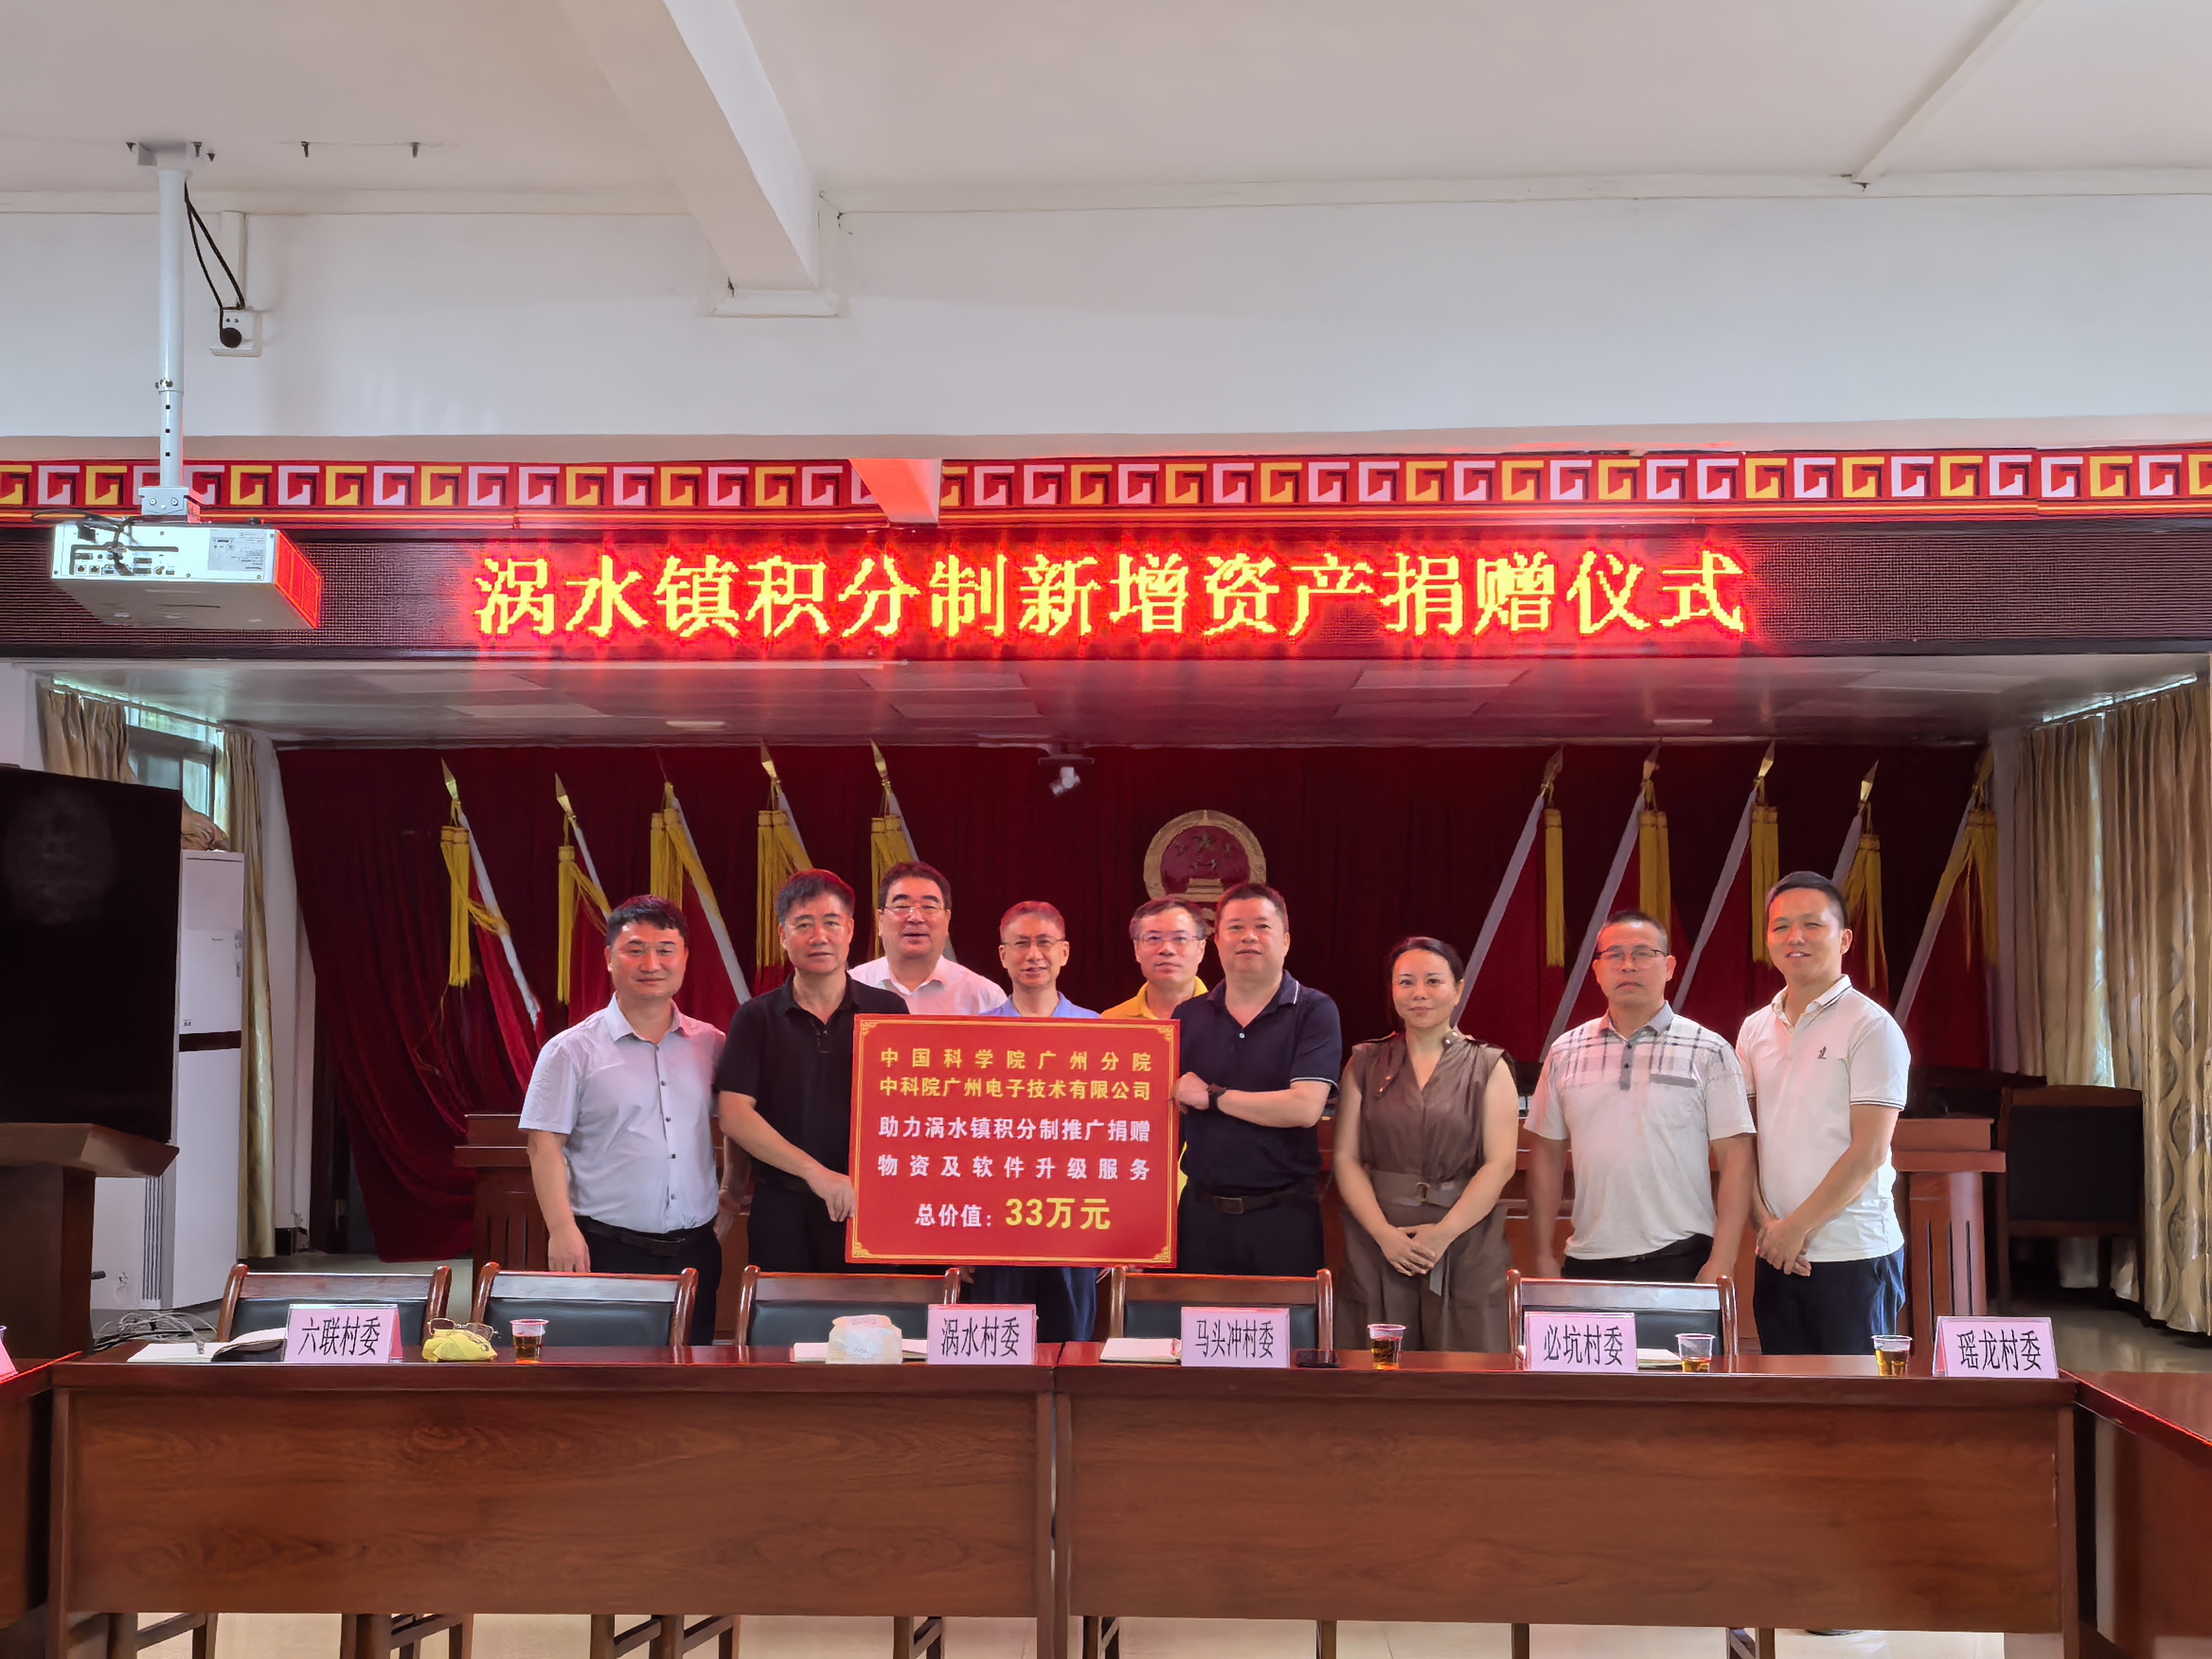 涡水镇积分制新增资产捐赠仪式
中国科学院广州分院
中科院广州电子技术有限公司
助力涡水镇积分制推广捐赠
物资及软件升级服务
总价值：33万元
六联村委
涡水村委
马头冲村委
必坑村委
瑶龙村委